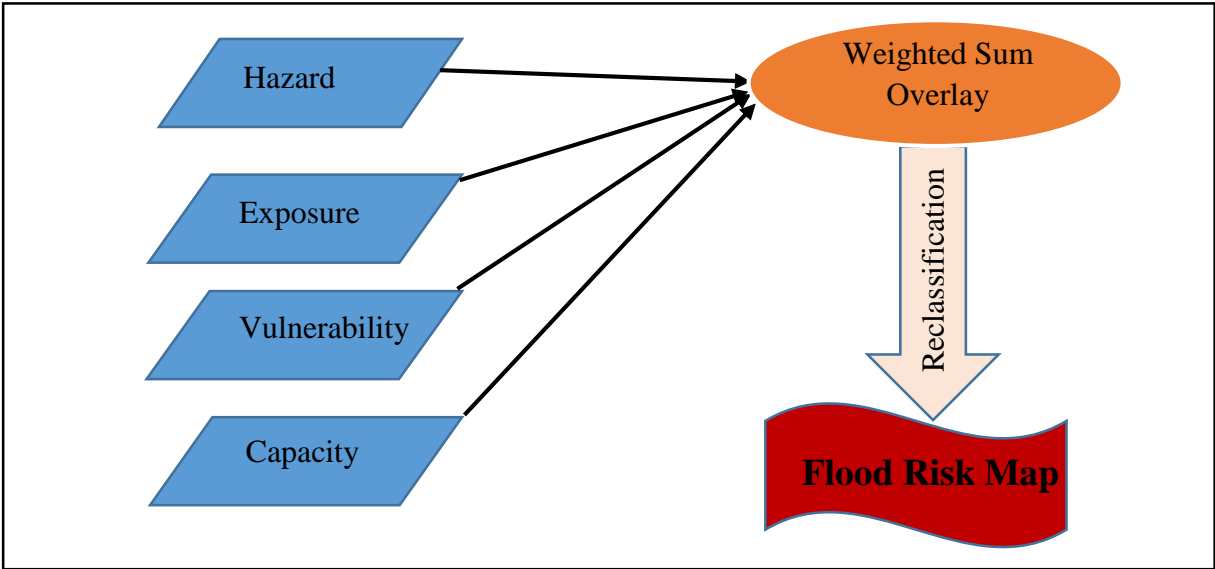 Hazard
Exposure
Vulnerability
Capacity
Weighted Sum
Overlay
Reclassification
Flood Risk Map